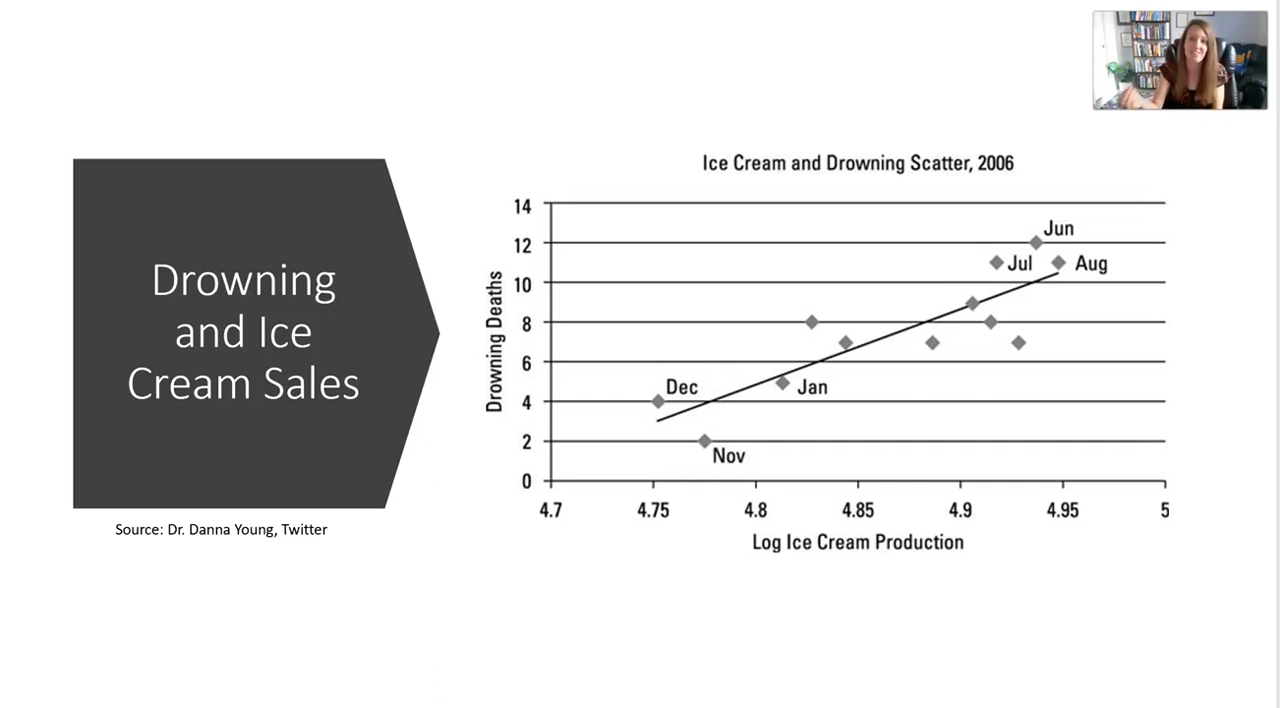 Drowning
and Ice
Cream Sales
Source: Dr. Danna Young, Twitter
Ice Cream and Drowning Scatter, 2006
Drowning Deaths
14
12
10
8
6
4
2
0
Jun
Jul
Aug
Dec
Jan
Nov
4.7 4.75 4.8 4.85 4.9 4.95 5
Log Ice Cream Production